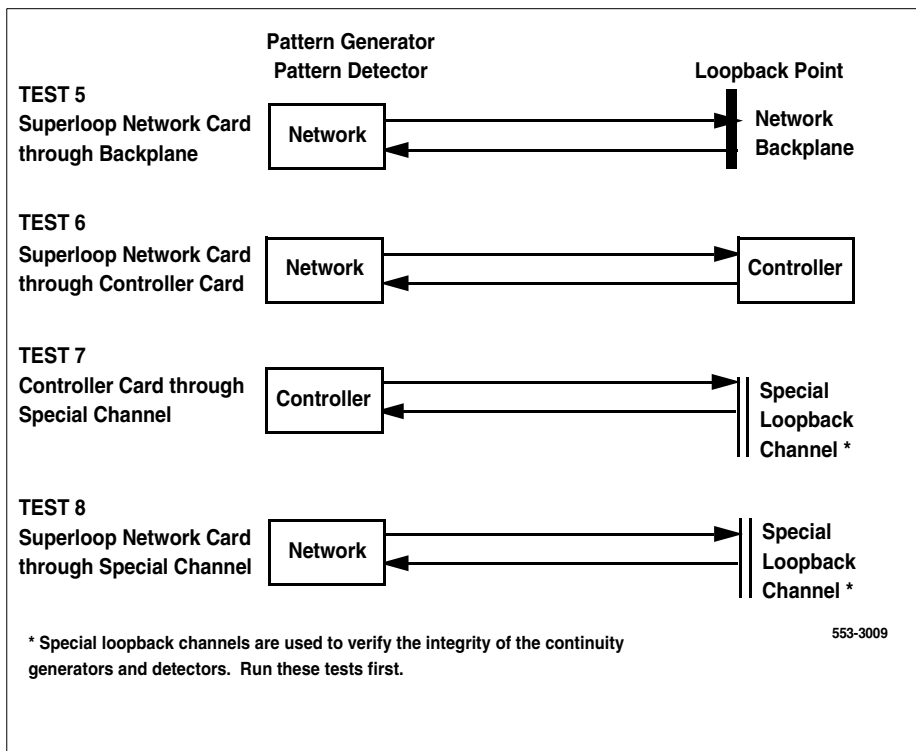 Pattern Generator
Pattern Detector
Loopback Point
TEST 5
Superloop Network Card
through Backplane
Network
Network
Backplane
TEST 6
Superloop Network Card
through Controller Card
Network
Controller
TEST 7
Controller Card through
Special Channel
Controller
Special
Loopback
Channel *
TEST 8
Superloop Network Card
through Special Channel
Network
Special
Loopback
Channel *
* Special loopback channels are used to verify the integrity of the continuity
generators and detectors. Run these tests first.
553-3009